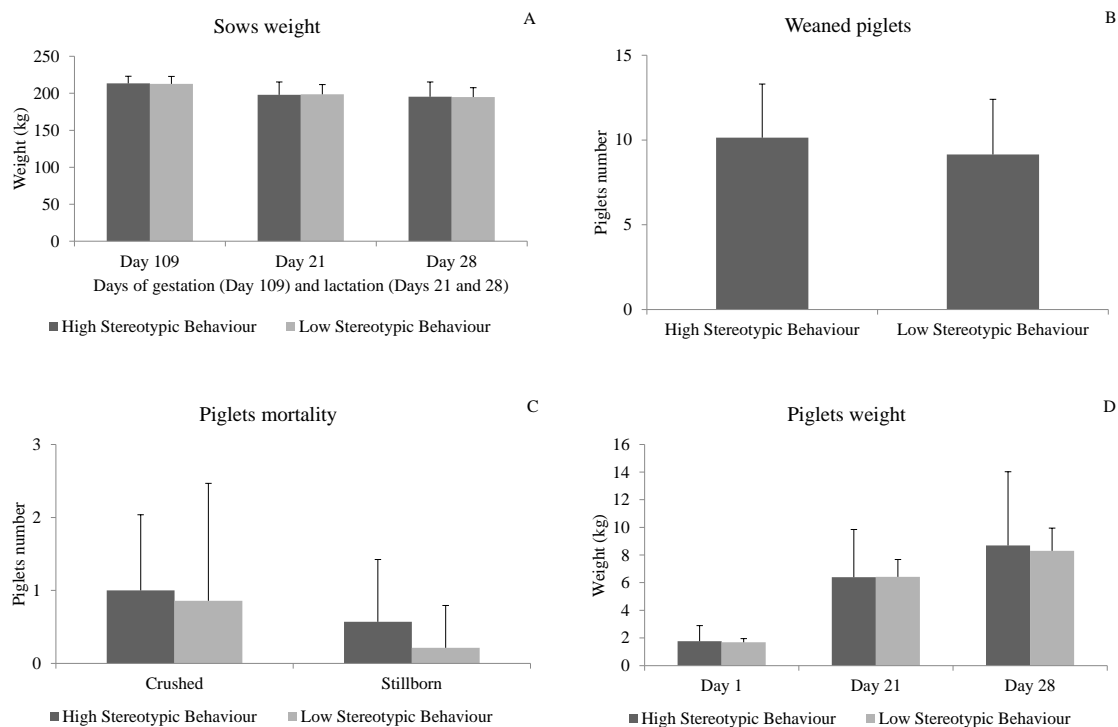 A
Sows weight
250
200
150
100
50
0
Weight (kg)
Day 109 Day 21 Day 28
Days of gestation (Day 109) and lactation (Days 21 and 28)
High Stereotypic Behaviour Low Stereotypic Behaviour
B
Weaned piglets
15
10
5
0
Piglets number
High Stereotypic Behaviour Low Stereotypic Behaviour
C
Piglets mortality
3
2
1
0
Piglets number
Crushed Stillborn
High Stereotypic Behaviour Low Stereotypic Behaviour
D
Piglets weight
16
14
12
10
8
6
4
2
0
Weight (kg)
Day 1 Day 21 Day 28
High Stereotypic Behaviour Low Stereotypic Behaviour